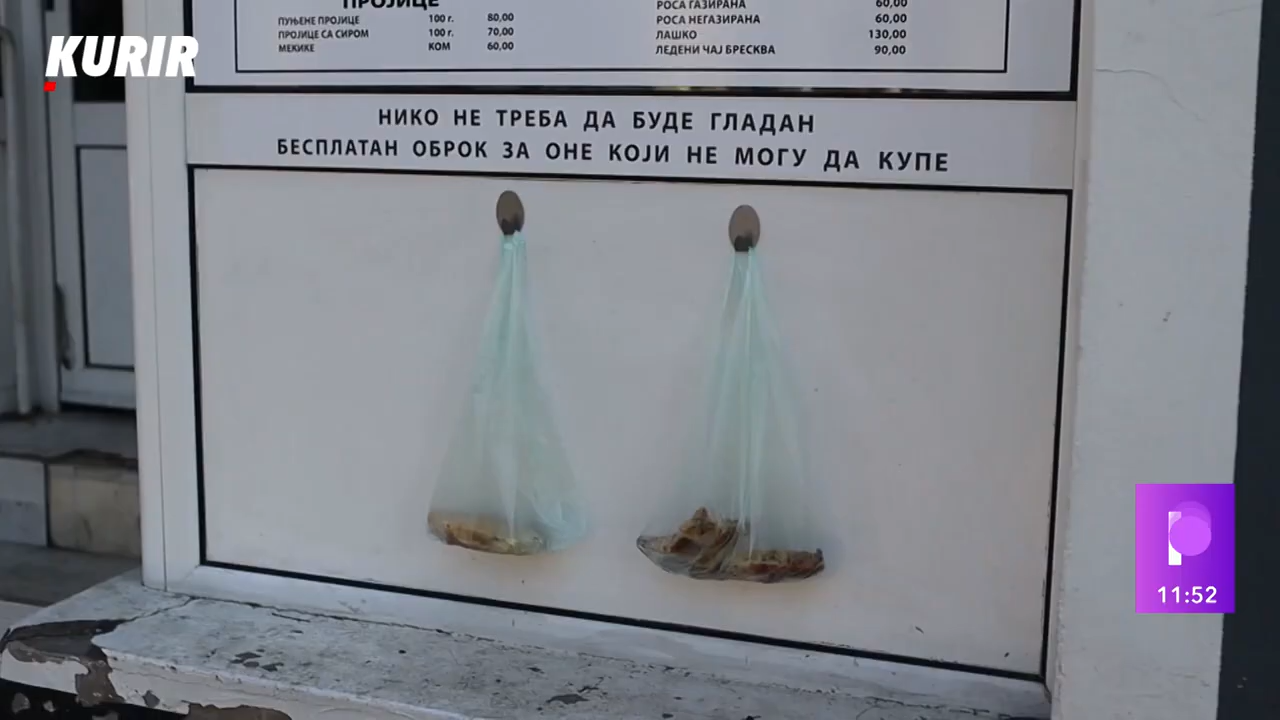 KURIR
ПРОЈИЦЕ
ПУЊЕНЕ ПРОЈИЦЕ 100 г. 80,00
ПРОЈИЦЕ СА СИРОМ 100 г. 70,00
МЕКИКЕ КОМ 60,00
РОСА ГАЗИРАНА 60,00
РОСА НЕГАЗИРАНА 60,00
ЛАШКО 130,00
ЛЕДЕНИ ЧАЈ БРЕСКВА 90,00
НИКО НЕ ТРЕБА ДА БУДЕ ГЛАДАН
БЕСПЛАТАН ОБРОК ЗА ОНЕ КОЈИ НЕ МОГУ ДА КУПЕ
11:52